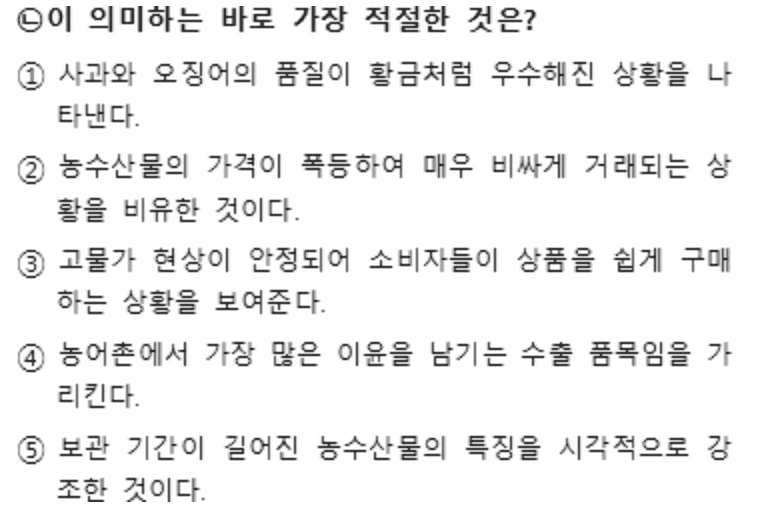 ㉡이 의미하는 바로 가장 적절한 것은?
① 사과와 오징어의 품질이 황금처럼 우수해진 상황을 나
타낸다.
② 농수산물의 가격이 폭등하여 매우 비싸게 거래되는 상
황을 비유한 것이다.
③ 고물가 현상이 안정되어 소비자들이 상품을 쉽게 구매
하는 상황을 보여준다.
④ 농어촌에서 가장 많은 이윤을 남기는 수출 품목임을 가
리킨다.
⑤ 보관 기간이 길어진 농수산물의 특징을 시각적으로 강
조한 것이다.